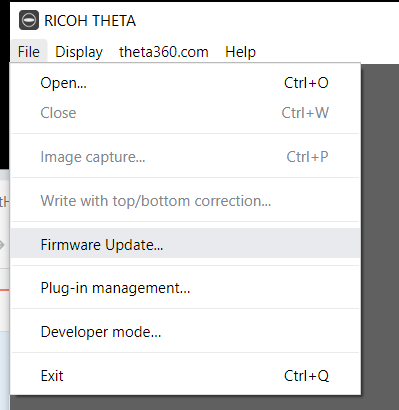 RICOH THETA
File Display theta360.com Help
Open... Ctrl+O
Close Ctrl+W
Image capture... Ctrl+P
Write with top/bottom correction...
Firmware Update...
Plug-in management...
Developer mode...
Exit Ctrl+Q